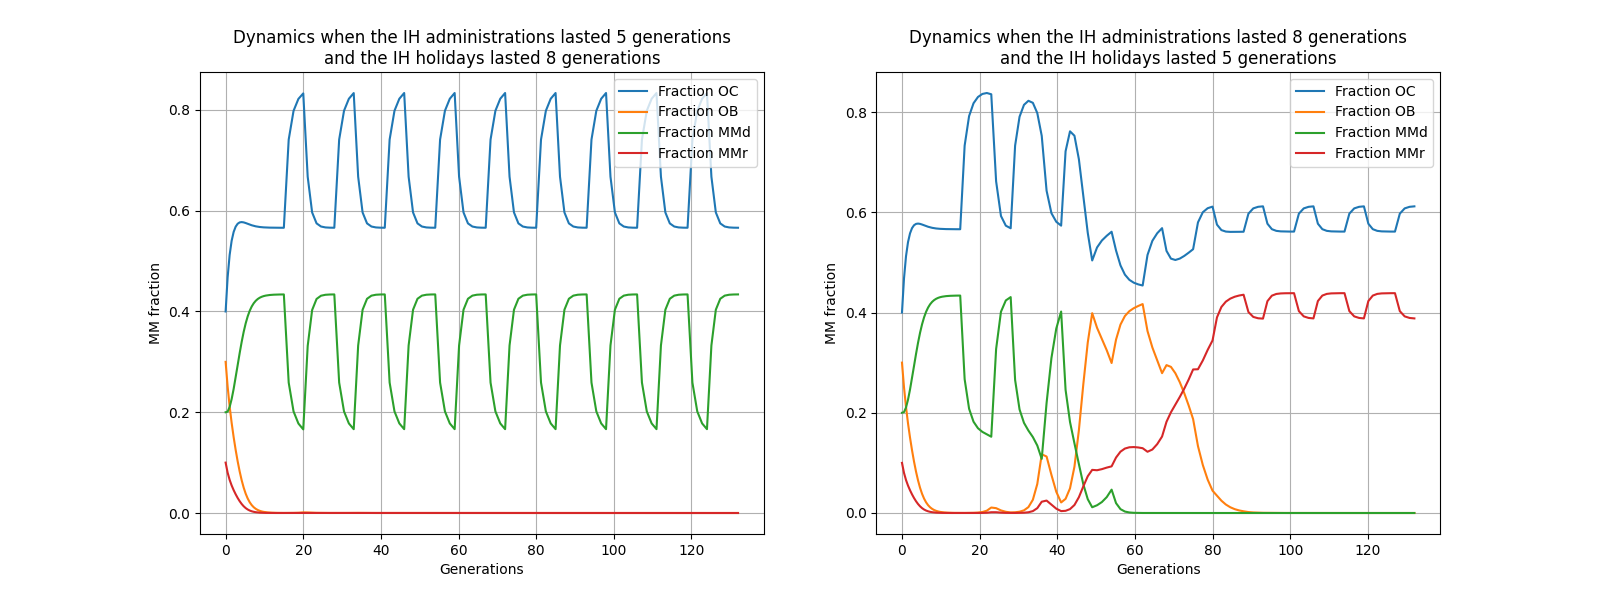 Dynamics when the IH administrations lasted 5 generations
and the IH holidays lasted 8 generations
Fraction OC
Fraction OB
Fraction MMd
Fraction MMr
0.8
0.6
0.4
0.2
0.0
MM fraction
0 20 40 60 80 100 120
Generations
Dynamics when the IH administrations lasted 8 generations
and the IH holidays lasted 5 generations
Fraction OC
Fraction OB
Fraction MMd
Fraction MMr
0.8
0.6
0.4
0.2
0.0
MM fraction
0 20 40 60 80 100 120
Generations